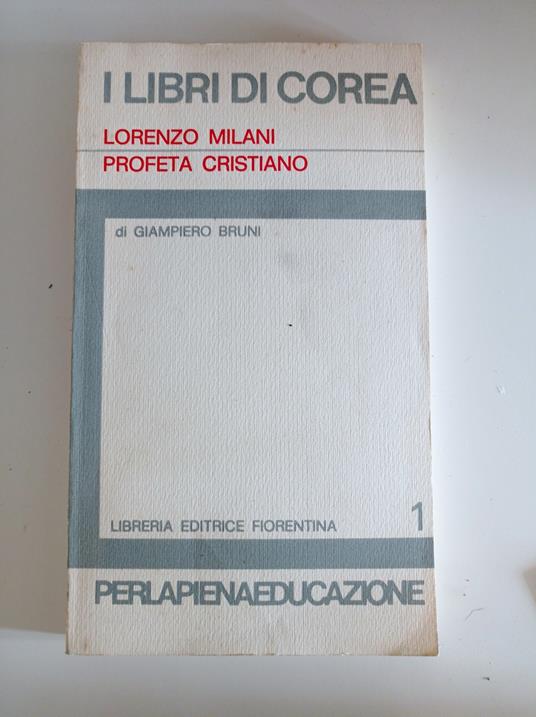 I LIBRI DI COREA
LORENZO MILANI
PROFETA CRISTIANO
di GIAMPIERO BRUNI
LIBRERIA EDITRICE FIORENTINA 1
PERLAPIENAEDUCAZIONE